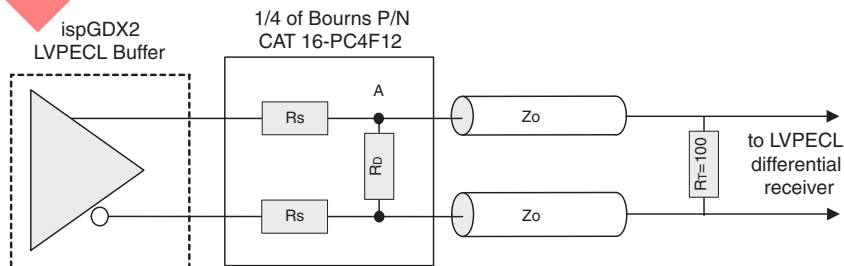 ispGDX2
LVPECL Buffer
1/4 of Bourns P/N
CAT 16-PC4F12
A
Rs
Zo
RD
RT=100
to LVPECL
differential
receiver
Rs
Zo